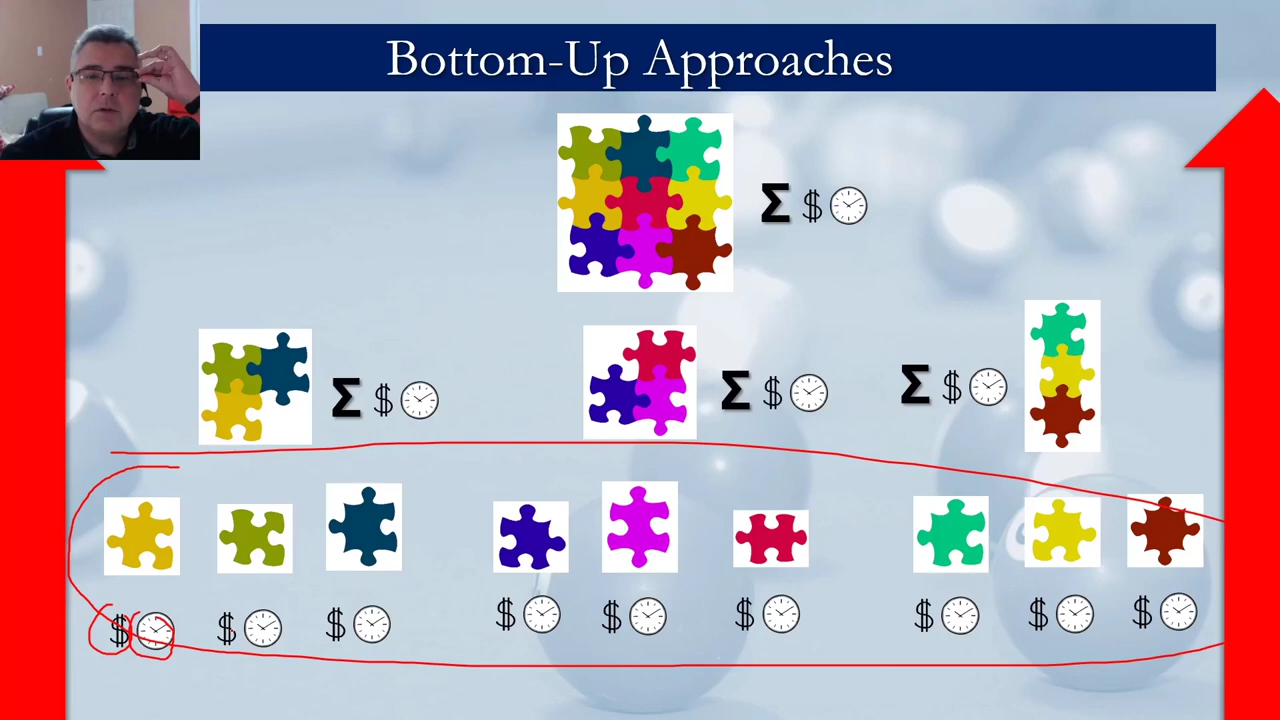 Bottom-Up Approaches
Σ $
Σ $
Σ $
Σ $
$ $ $ $ $ $ $ $ $